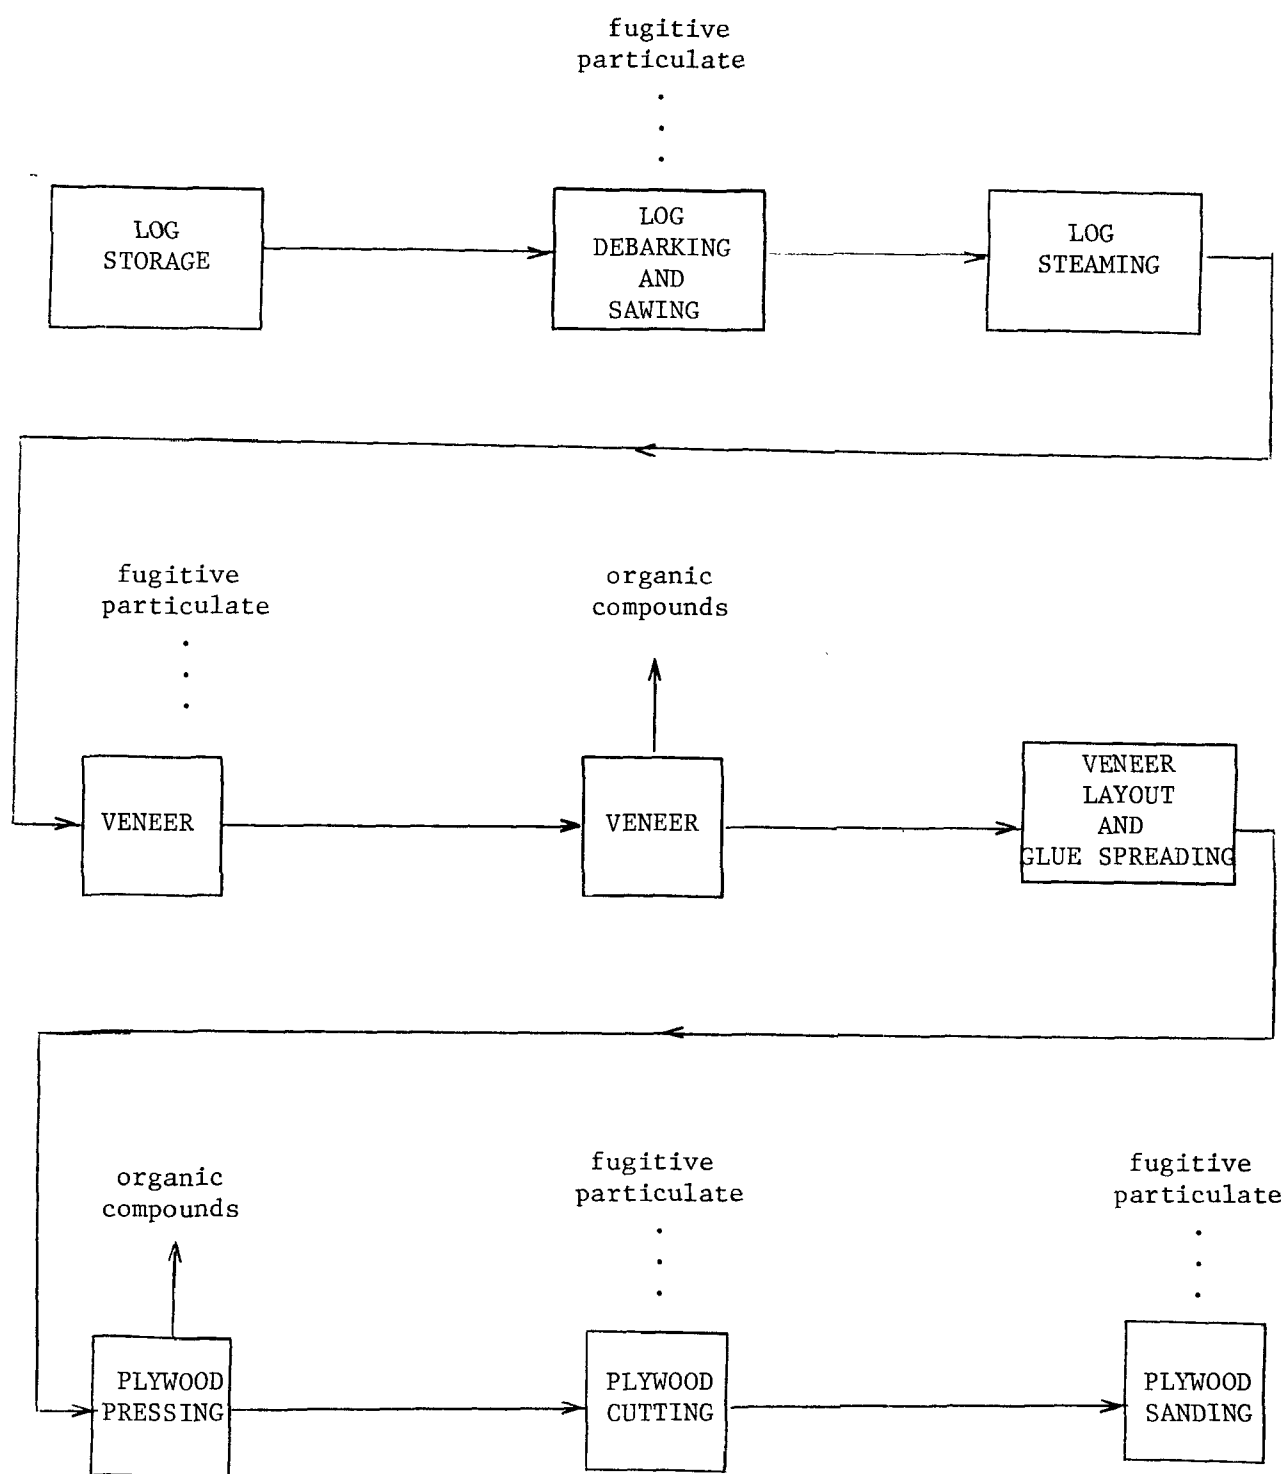 fugitive
particulate
LOG
STORAGE
LOG
DEBARKING
AND
SAWING
LOG
STEAMING
fugitive
particulate
organic
compounds
VENEER
VENEER
VENEER
LAYOUT
AND
GLUE SPREADING
organic
compounds
fugitive
particulate
fugitive
particulate
PLYWOOD
PRESSING
PLYWOOD
CUTTING
PLYWOOD
SANDING